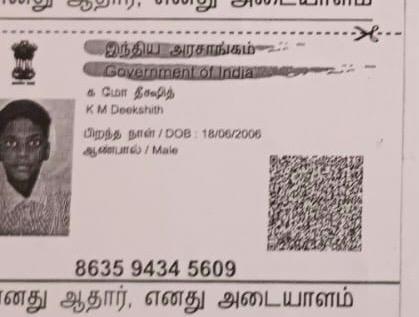 எனது ஆதார், எனது அடையாளம்
இந்திய அரசாங்கம்
Government of India
க மோ தீக்ஷித்
K M Deekshith
பிறந்த நாள் / DOB : 18/06/2006
ஆண்பால் / Male
8635 9434 5609
எனது ஆதார், எனது அடையாளம்